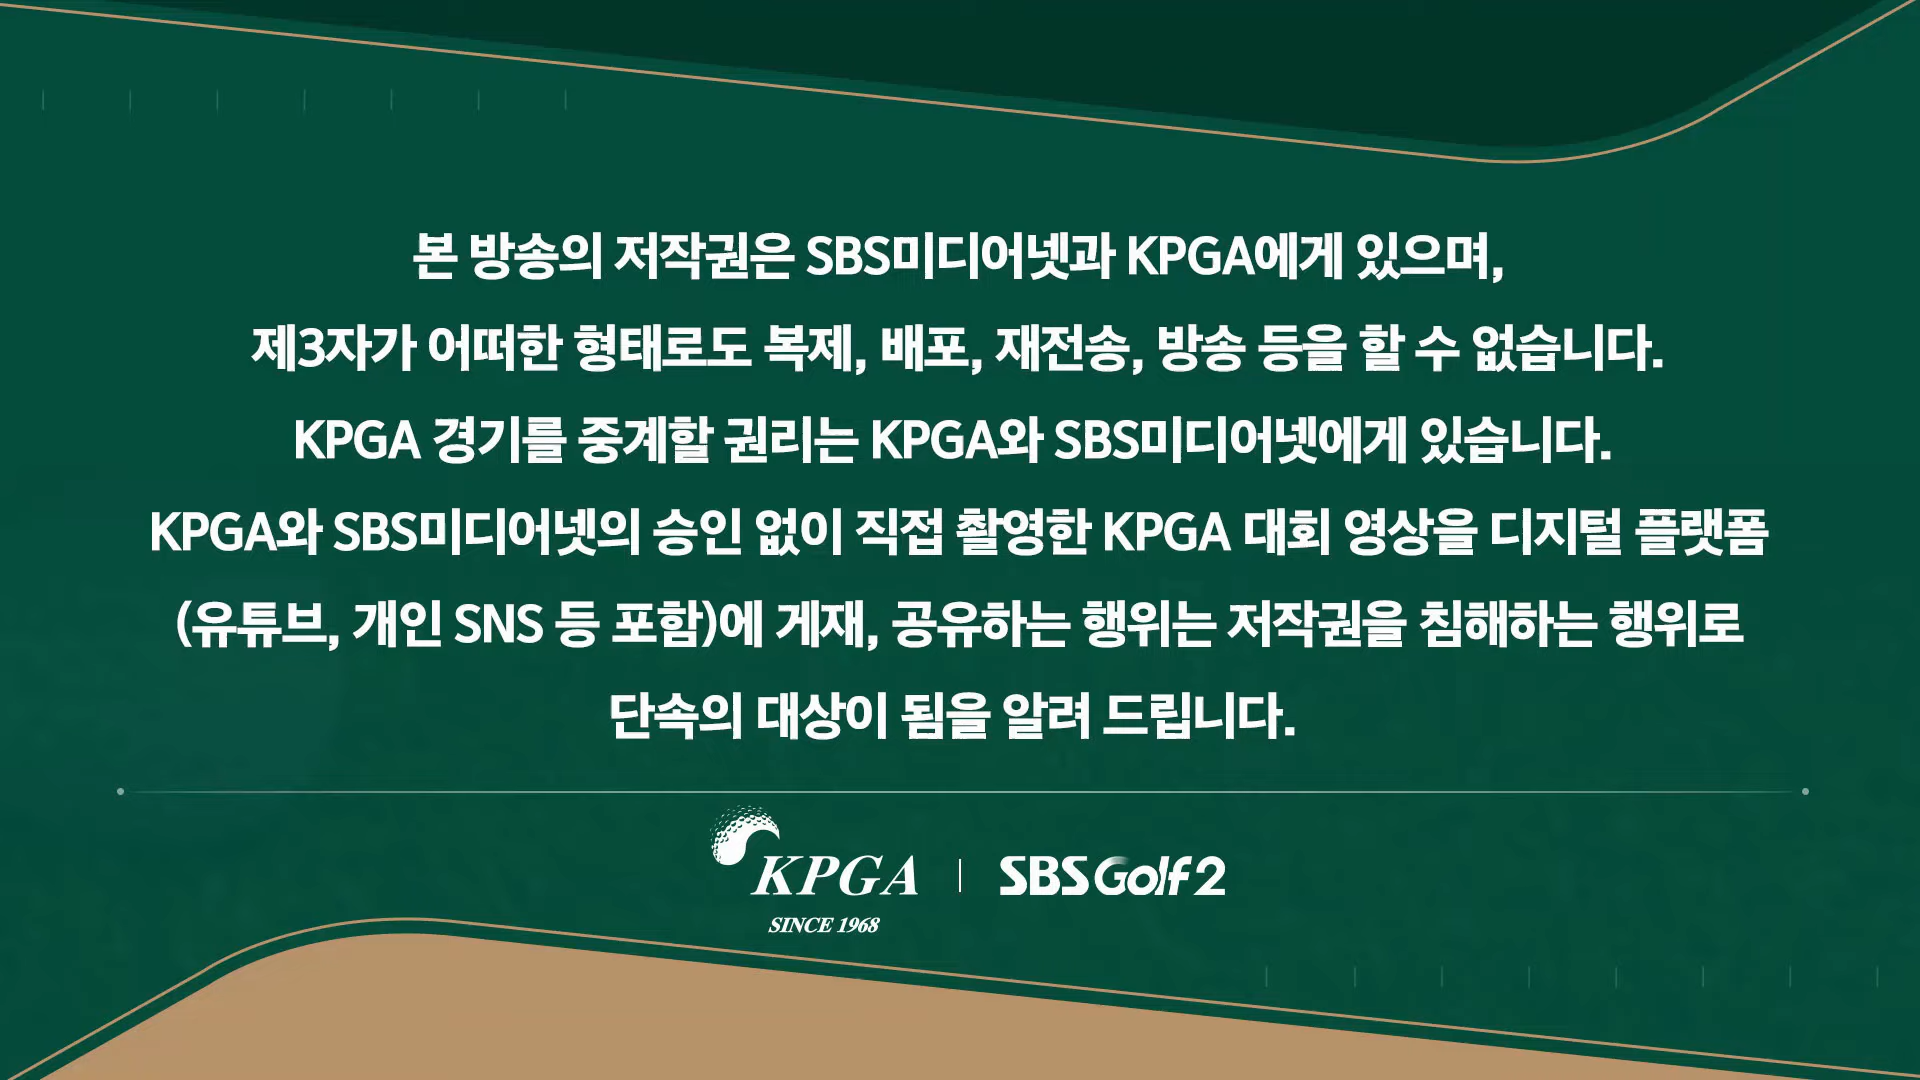 본 방송의 저작권은 SBS미디어넷과 KPGA에게 있으며,
제3자가 어떠한 형태로도 복제, 배포, 재전송, 방송 등을 할 수 없습니다.
KPGA 경기를 중계할 권리는 KPGA와 SBS미디어넷에게 있습니다.
KPGA와 SBS미디어넷의 승인 없이 직접 촬영한 KPGA 대회 영상을 디지털 플랫폼
(유튜브, 개인 SNS 등 포함)에 게재, 공유하는 행위는 저작권을 침해하는 행위로
단속의 대상이 됨을 알려 드립니다.
KPGA | SBS Golf 2
SINCE 1968